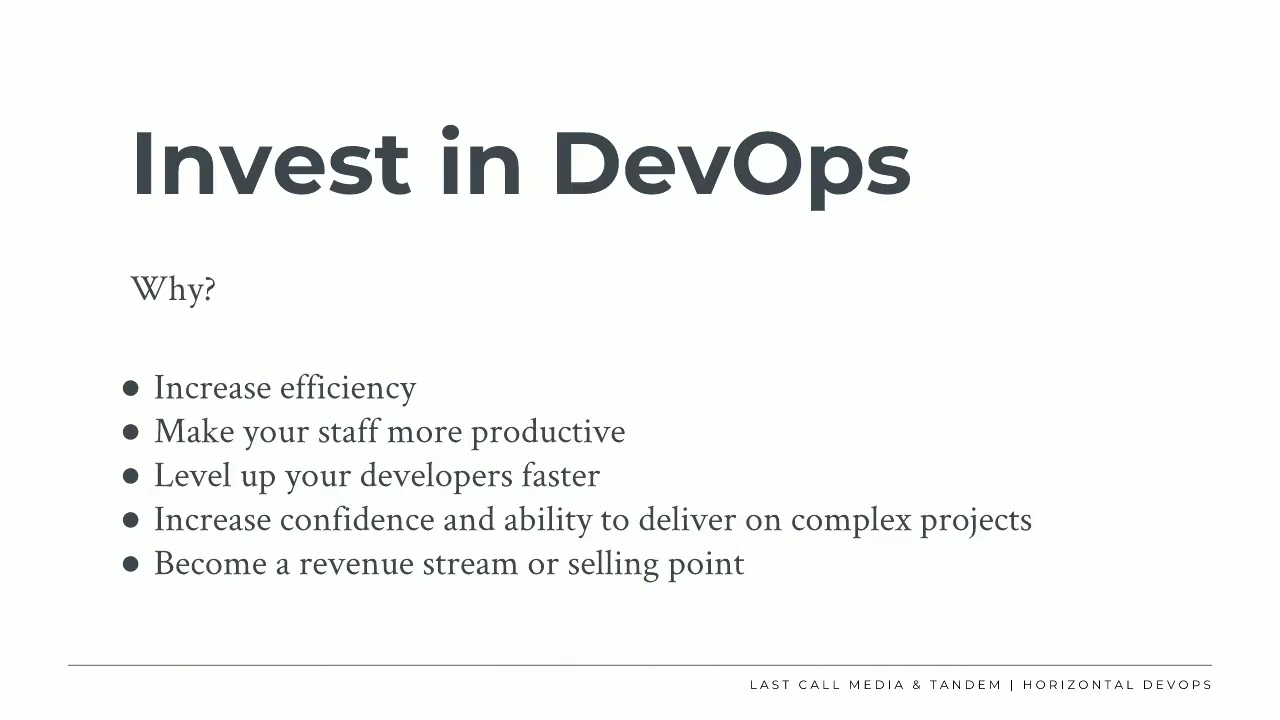 Invest in DevOps
Why?
● Increase efficiency
● Make your staff more productive
● Level up your developers faster
● Increase confidence and ability to deliver on complex projects
● Become a revenue stream or selling point
LAST CALL MEDIA & TANDEM | HORIZONTAL DEVOPS